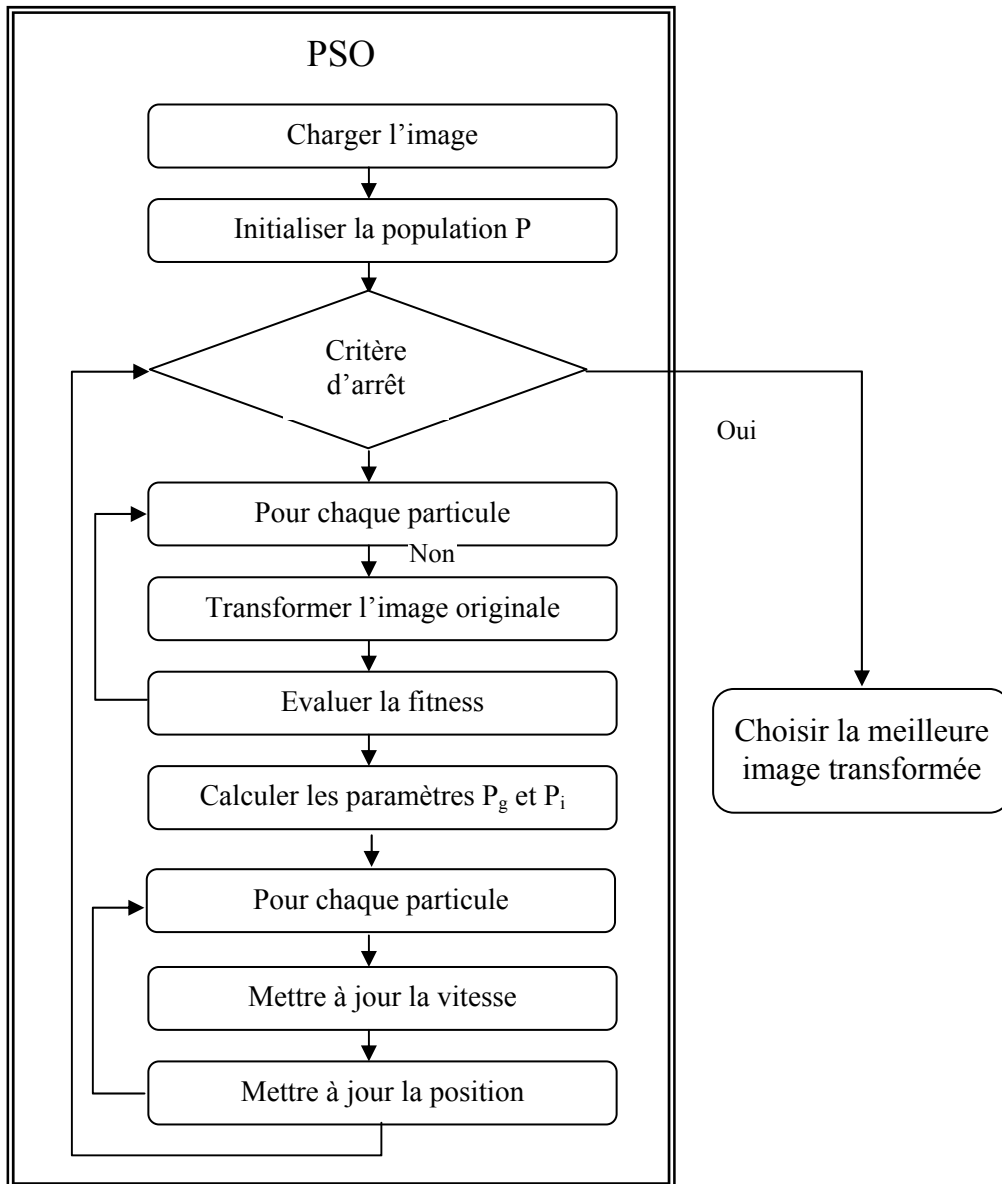 PSO
Charger l’image
Initialiser la population P
Critère
d’arrêt
Oui
Pour chaque particule
Non
Transformer l’image originale
Evaluer la fitness
Choisir la meilleure
image transformée
Calculer les paramètres Pg et Pi
Pour chaque particule
Mettre à jour la vitesse
Mettre à jour la position